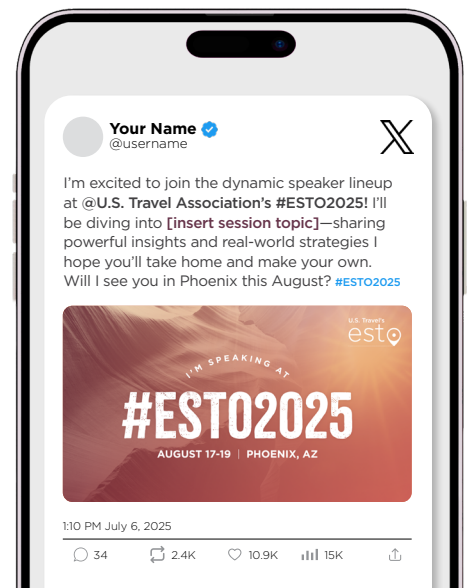 Your Name
@username
I'm excited to join the dynamic speaker lineup
at @U.S. Travel Association's #ESTO2025! I'll
be diving into [insert session topic]—sharing
powerful insights and real-world strategies I
hope you'll take home and make your own.
Will I see you in Phoenix this August? #ESTO2025
U.S. Travel's
esto
I'M SPEAKING AT
#ESTO2025
AUGUST 17-19 | PHOENIX, AZ
1:10 PM July 6, 2025
34 2.4K 10.9K 15K